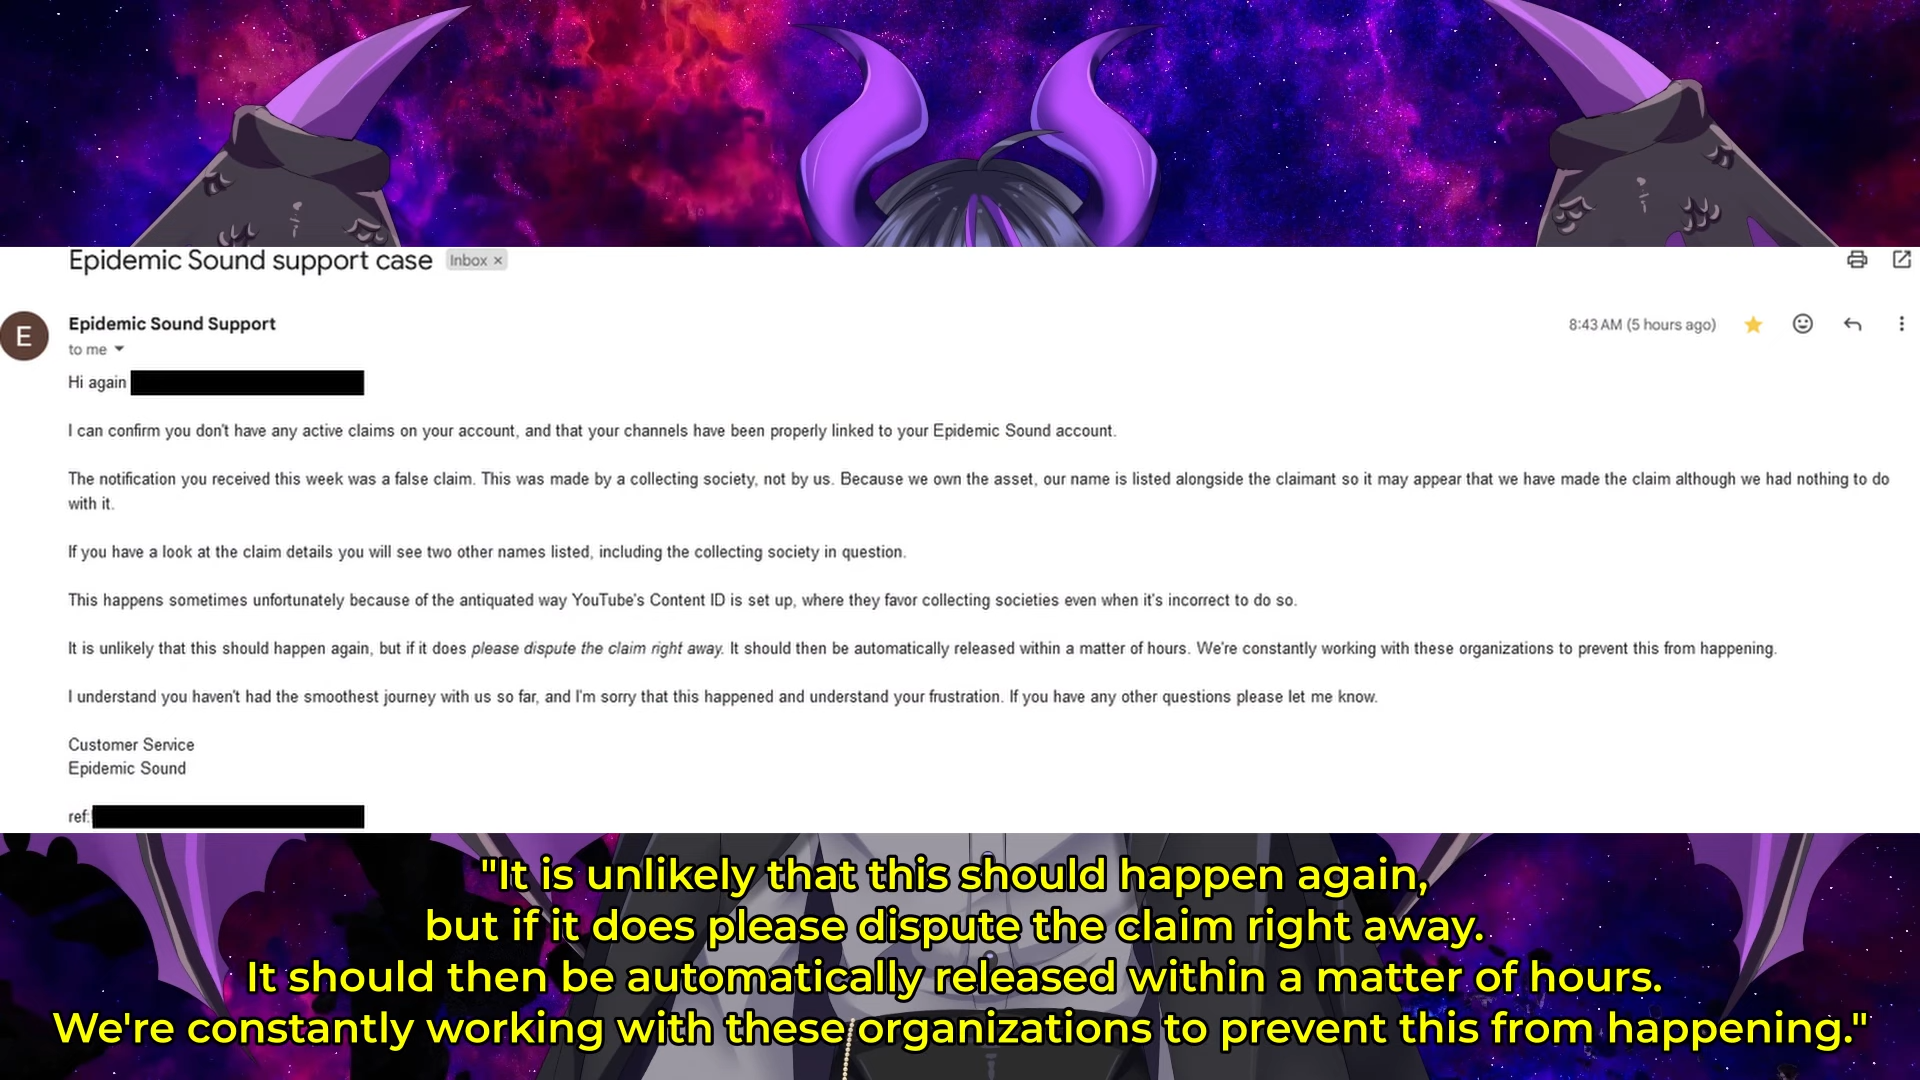 Epidemic Sound support case Inbox ×
E
Epidemic Sound Support 8:43 AM (5 hours ago)
to me
Hi again
I can confirm you don't have any active claims on your account, and that your channels have been properly linked to your Epidemic Sound account.
The notification you received this week was a false claim. This was made by a collecting society, not by us. Because we own the asset, our name is listed alongside the claimant so it may appear that we have made the claim although we had nothing to do
with it.
If you have a look at the claim details you will see two other names listed, including the collecting society in question.
This happens sometimes unfortunately because of the antiquated way YouTube's Content ID is set up, where they favor collecting societies even when it's incorrect to do so.
It is unlikely that this should happen again, but if it does please dispute the claim right away. It should then be automatically released within a matter of hours. We're constantly working with these organizations to prevent this from happening.
I understand you haven't had the smoothest journey with us so far, and I'm sorry that this happened and understand your frustration. If you have any other questions please let me know.
Customer Service
Epidemic Sound
ref:
"It is unlikely that this should happen again,
but if it does please dispute the claim right away.
It should then be automatically released within a matter of hours.
We're constantly working with these organizations to prevent this from happening."